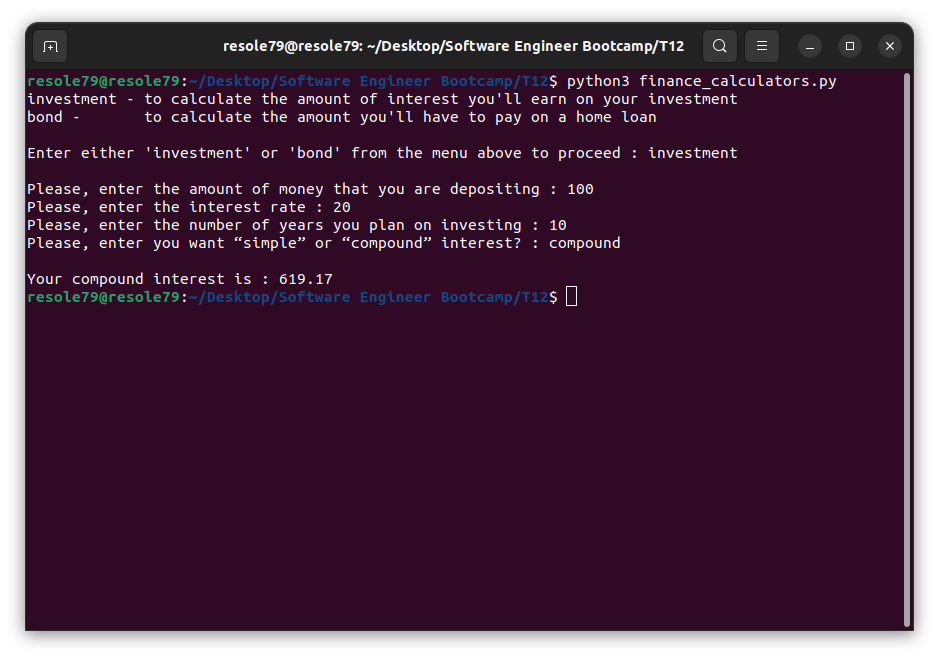 resole79@resole79: ~/Desktop/Software Engineer Bootcamp/T12
resole79@resole79:~/Desktop/Software Engineer Bootcamp/T12$ python3 finance_calculators.py
investment - to calculate the amount of interest you'll earn on your investment
bond -       to calculate the amount you'll have to pay on a home loan
Enter either 'investment' or 'bond' from the menu above to proceed : investment
Please, enter the amount of money that you are depositing : 100
Please, enter the interest rate : 20
Please, enter the number of years you plan on investing : 10
Please, enter you want “simple” or “compound” interest? : compound
Your compound interest is : 619.17
resole79@resole79:~/Desktop/Software Engineer Bootcamp/T12$